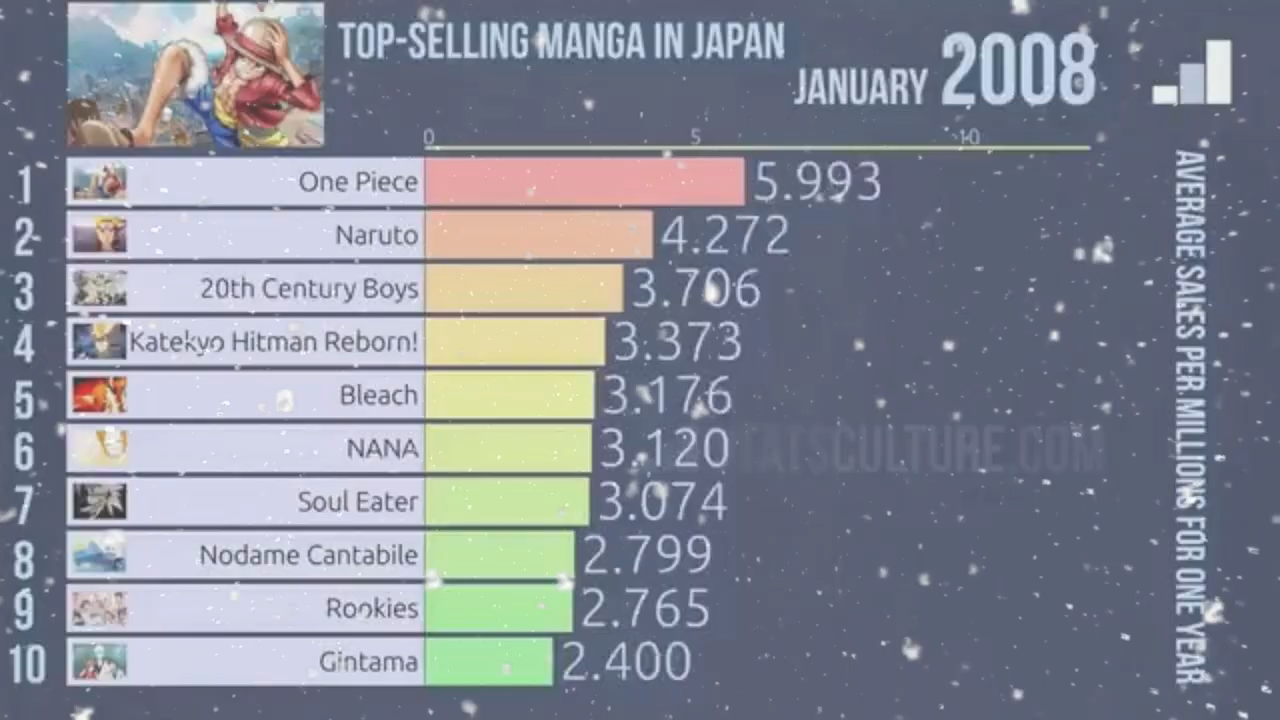 TOP-SELLING MANGA IN JAPAN
JANUARY 2008
0 5 10
1 One Piece 5.993
2 Naruto 4.272
3 20th Century Boys 3.706
4 Katekyo Hitman Reborn! 3.373
5 Bleach 3.176
6 NANA 3.120
7 Soul Eater 3.074
8 Nodame Cantabile 2.799
9 Rookies 2.765
10 Gintama 2.400
AVERAGE SALES PER MILLIONS FOR ONE YEAR